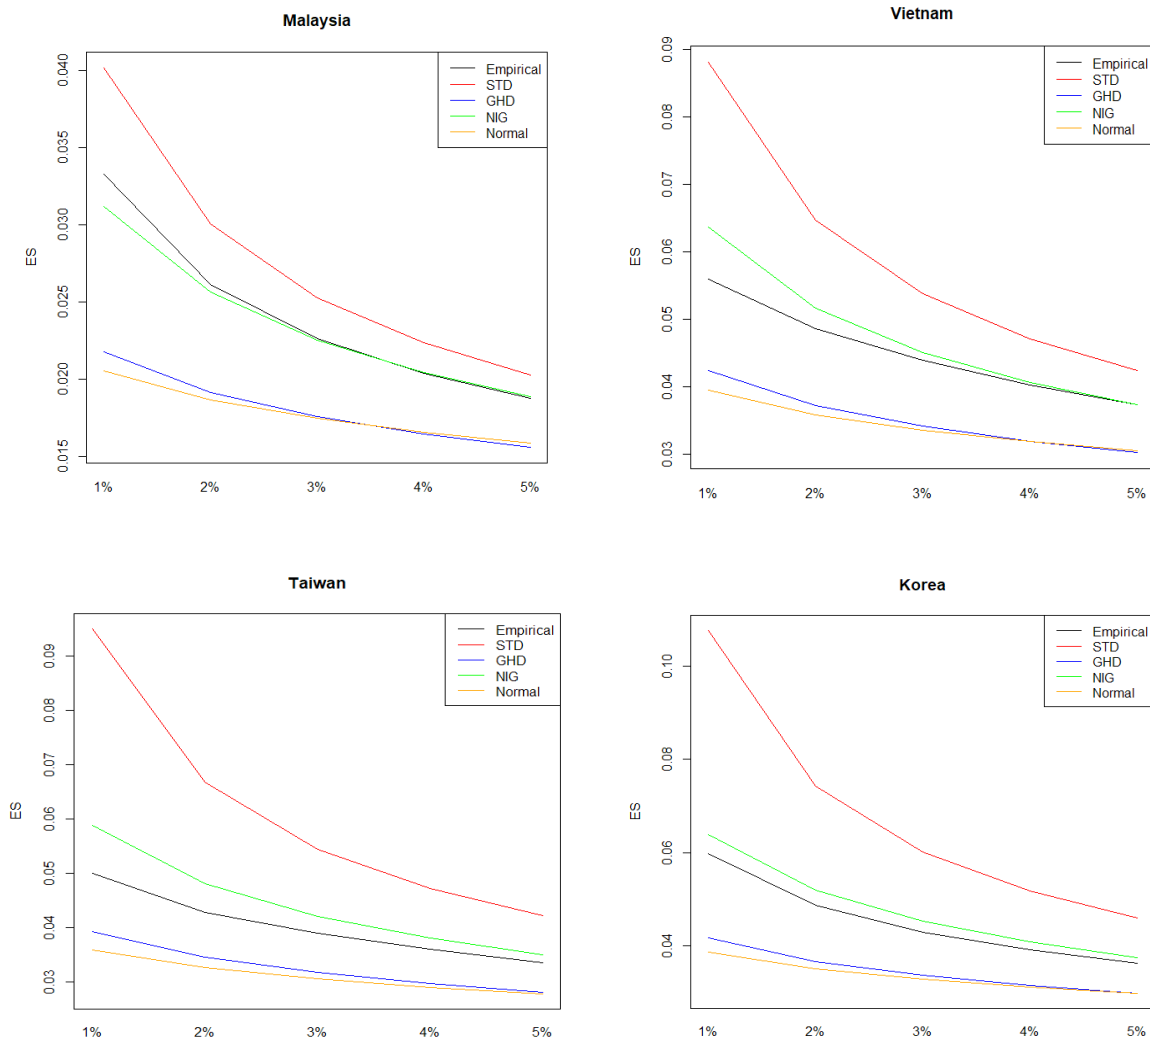 Malaysia
ES
0.040
0.035
0.030
0.025
0.020
0.015
Empirical
STD
GHD
NIG
Normal
1% 2% 3% 4% 5%
Vietnam
ES
0.09
0.08
0.07
0.06
0.05
0.04
0.03
Empirical
STD
GHD
NIG
Normal
1% 2% 3% 4% 5%
Taiwan
ES
0.09
0.08
0.07
0.06
0.05
0.04
0.03
Empirical
STD
GHD
NIG
Normal
1% 2% 3% 4% 5%
Korea
ES
0.10
0.08
0.06
0.04
Empirical
STD
GHD
NIG
Normal
1% 2% 3% 4% 5%